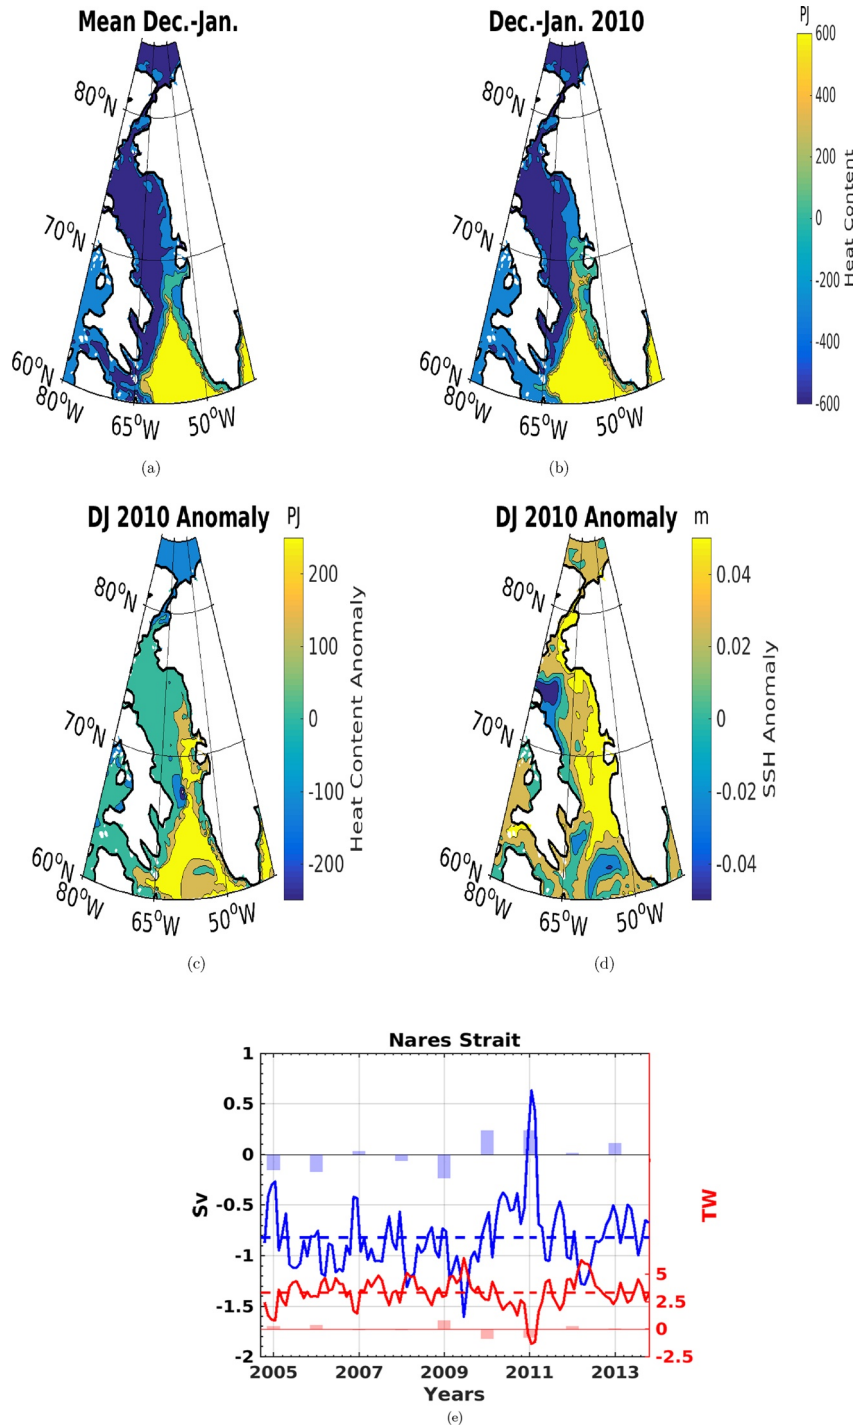 Mean Dec.-Jan.
Dec.-Jan. 2010
PJ
600
400
200
0
-200
-400
-600
Heat Content
80°N
70°N
60°N
80°W
65°W
50°W
80°N
70°N
60°N
80°W
65°W
50°W
(a)
(b)
DJ 2010 Anomaly
PJ
200
100
0
-100
-200
Heat Content Anomaly
80°N
70°N
60°N
80°W
65°W
50°W
DJ 2010 Anomaly
m
0.04
0.02
0
-0.02
-0.04
SSH Anomaly
80°N
70°N
60°N
80°W
65°W
50°W
(c)
(d)
Nares Strait
1
0.5
0
-0.5
-1
-1.5
-2
Sv
5
2.5
0
-2.5
TW
2005
2007
2009
2011
2013
Years
(e)